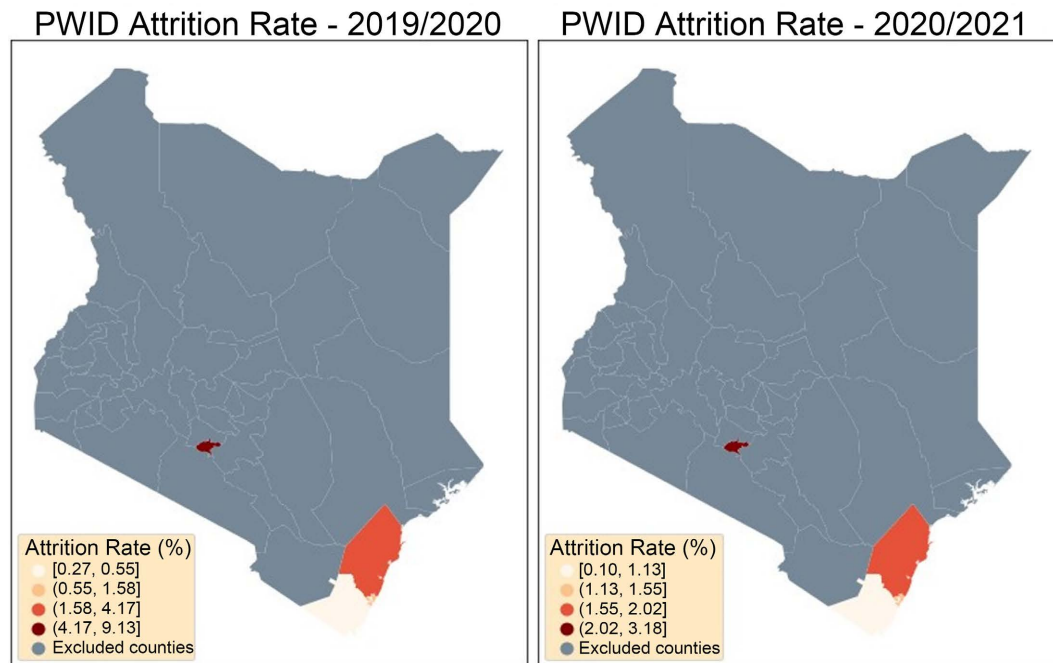 PWID Attrition Rate - 2019/2020
Attrition Rate (%)
[0.27, 0.55]
(0.55, 1.58]
(1.58, 4.17]
(4.17, 9.13]
Excluded counties
PWID Attrition Rate - 2020/2021
Attrition Rate (%)
[0.10, 1.13]
(1.13, 1.55]
(1.55, 2.02]
(2.02, 3.18]
Excluded counties